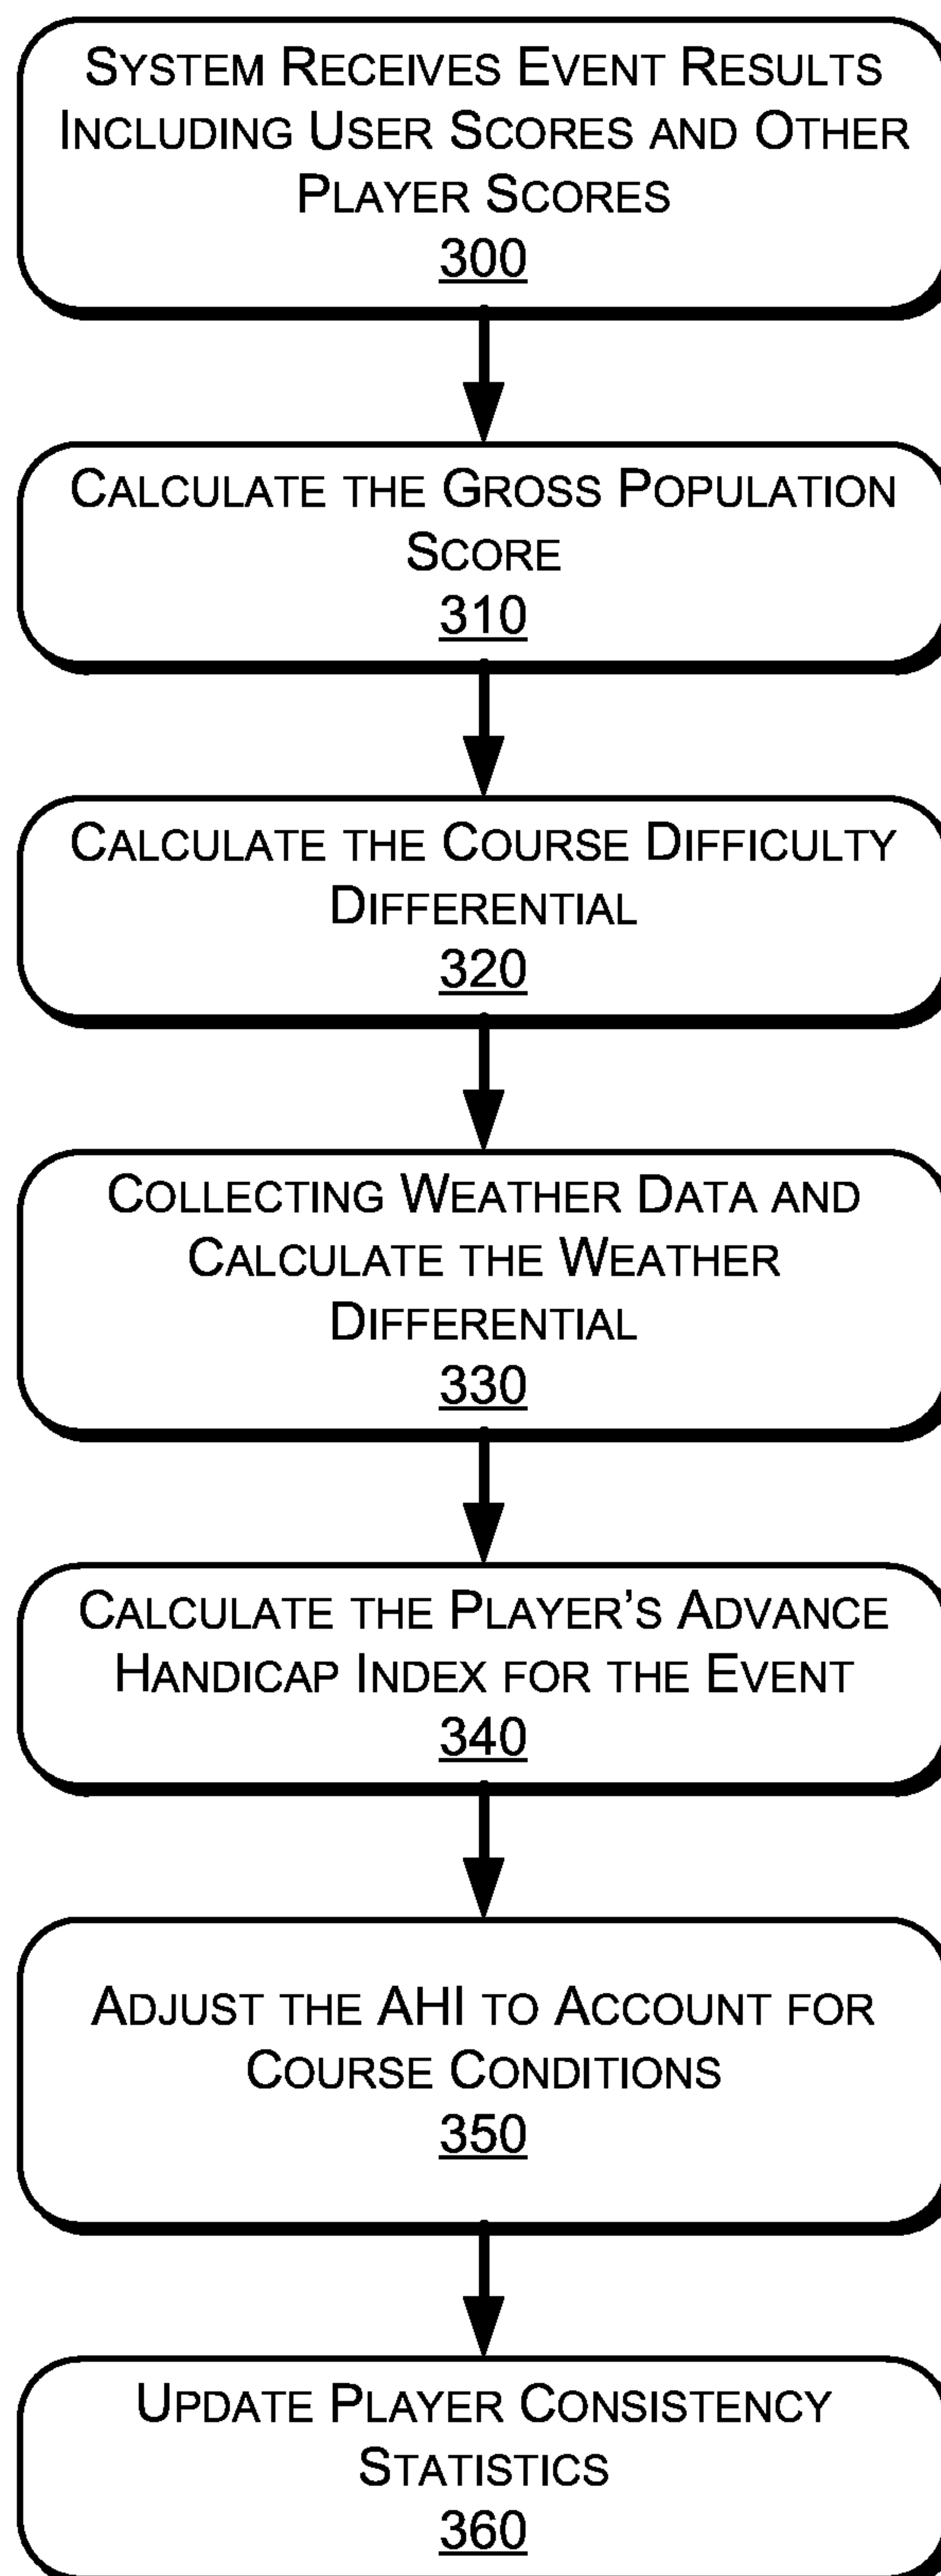 SYSTEM RECEIVES EVENT RESULTS
INCLUDING USER SCORES AND OTHER
PLAYER SCORES
300
CALCULATE THE GROSS POPULATION
SCORE
310
CALCULATE THE COURSE DIFFICULTY
DIFFERENTIAL
320
COLLECTING WEATHER DATA AND
CALCULATE THE WEATHER
DIFFERENTIAL
330
CALCULATE THE PLAYER’S ADVANCE
HANDICAP INDEX FOR THE EVENT
340
ADJUST THE AHI TO ACCOUNT FOR
COURSE CONDITIONS
350
UPDATE PLAYER CONSISTENCY
STATISTICS
360